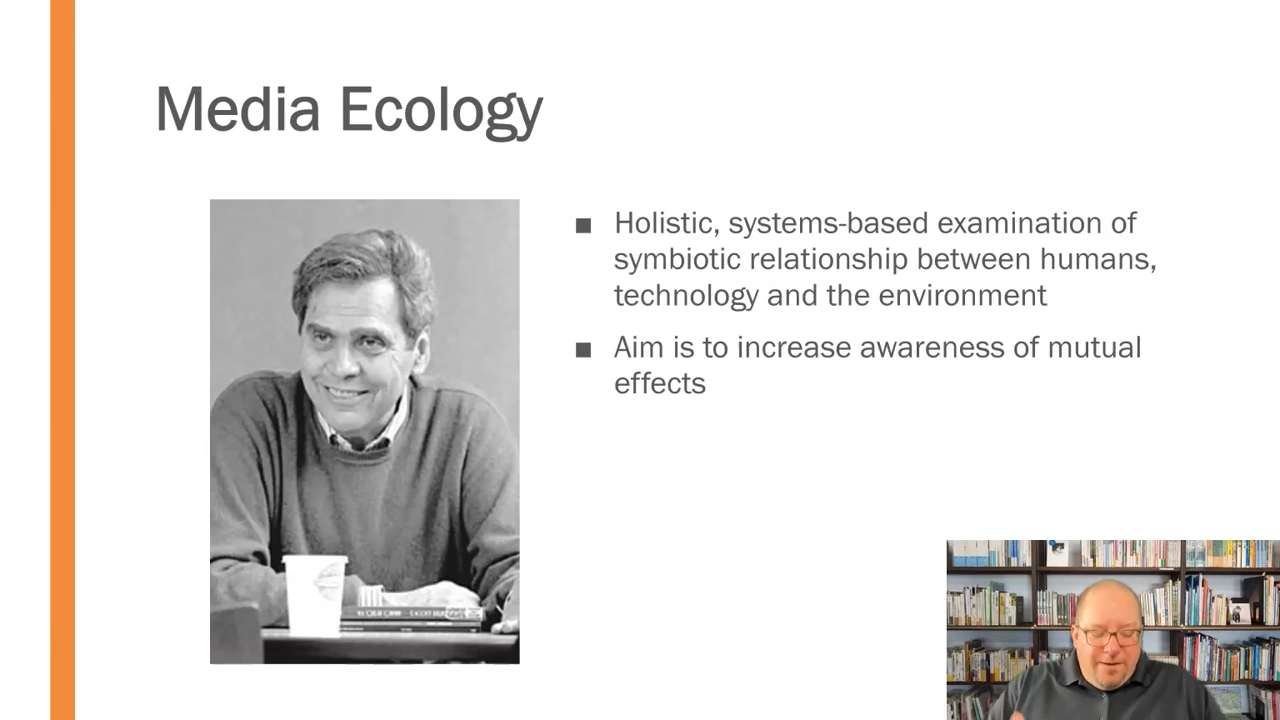 Media Ecology
■ Holistic, systems-based examination of
symbiotic relationship between humans,
technology and the environment
■ Aim is to increase awareness of mutual
effects